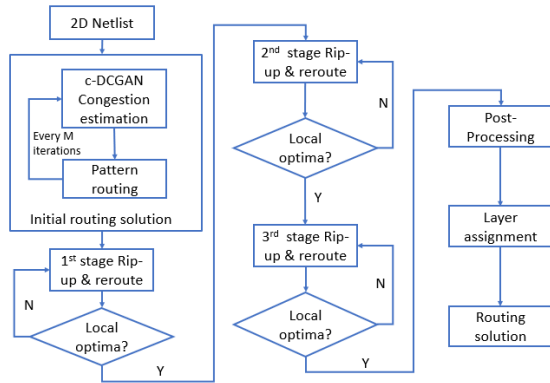 2D Netlist
c-DCGAN
Congestion
estimation
Every M
iterations
Pattern
routing
Initial routing solution
1st stage Rip-
up & reroute
N
Local
optima?
Y
2nd stage Rip-
up & reroute
N
Local
optima?
Y
3rd stage Rip-
up & reroute
N
Local
optima?
Y
Post-
Processing
Layer
assignment
Routing
solution